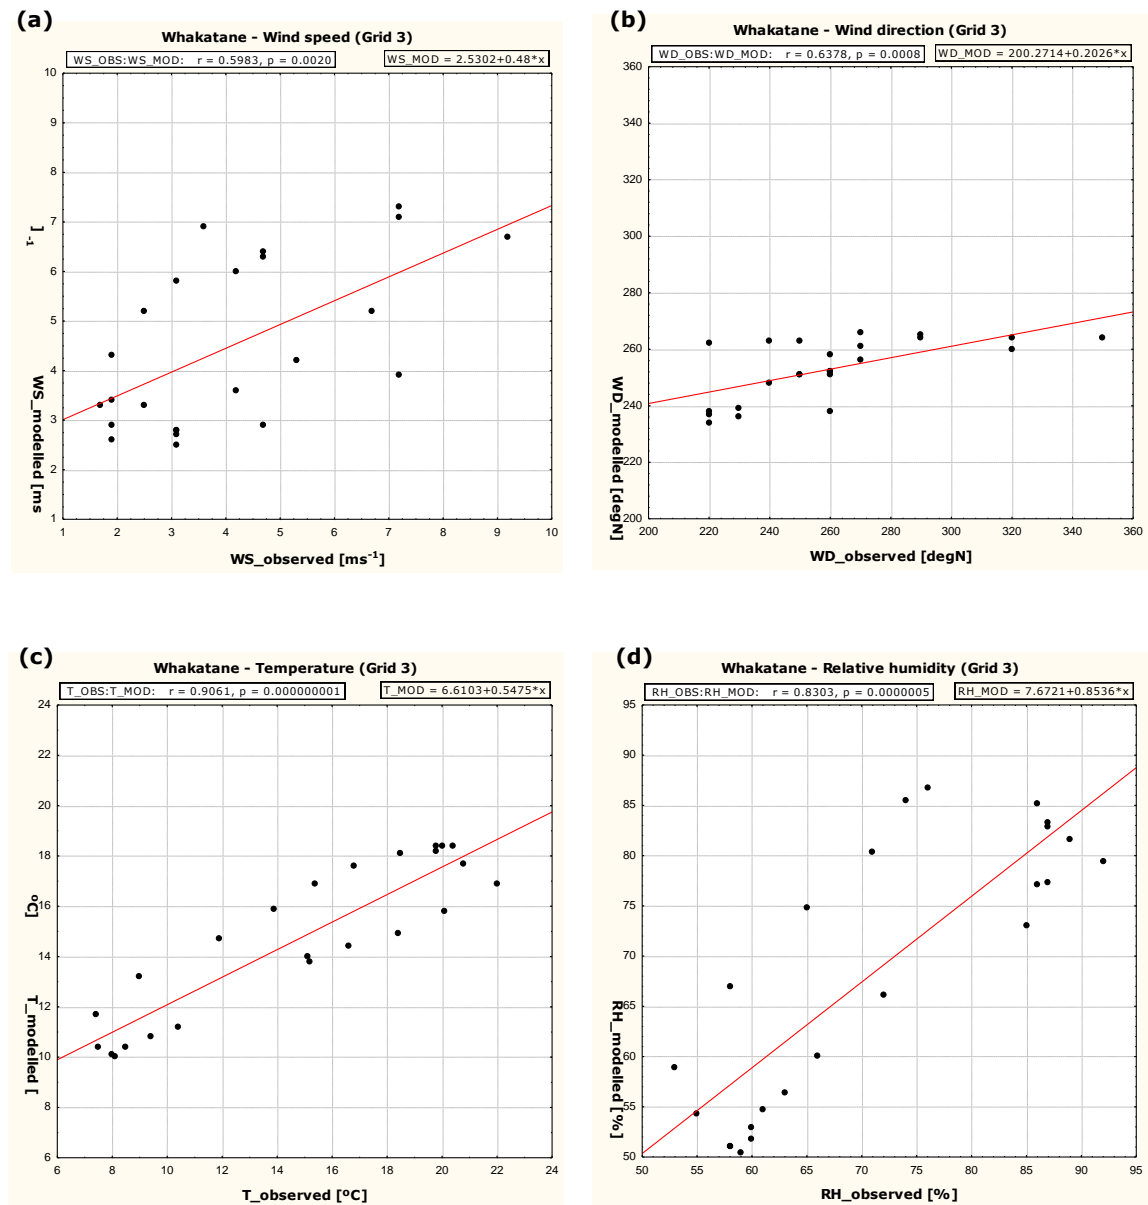 (a)
Whakatane - Wind speed (Grid 3)
WS_OBS:WS_MOD: r = 0.5983, p = 0.0020
WS_MOD = 2.5302+0.48*x
10
9
8
7
6
5
4
3
2
1
WS_modelled [ms⁻¹]
1 2 3 4 5 6 7 8 9 10
WS_observed [ms⁻¹]
(b)
Whakatane - Wind direction (Grid 3)
WD_OBS:WD_MOD: r = 0.6378, p = 0.0008
WD_MOD = 200.2714+0.2026*x
360
340
320
300
280
260
240
220
200
WD_modelled [degN]
200 220 240 260 280 300 320 340 360
WD_observed [degN]
(c)
Whakatane - Temperature (Grid 3)
T_OBS:T_MOD: r = 0.9061, p = 0.000000001
T_MOD = 6.6103+0.5475*x
24
22
20
18
16
14
12
10
8
6
T_modelled [ºC]
6 8 10 12 14 16 18 20 22 24
T_observed [ºC]
(d)
Whakatane - Relative humidity (Grid 3)
RH_OBS:RH_MOD: r = 0.8303, p = 0.0000005
RH_MOD = 7.6721+0.8536*x
95
90
85
80
75
70
65
60
55
50
RH_modelled [%]
50 55 60 65 70 75 80 85 90 95
RH_observed [%]